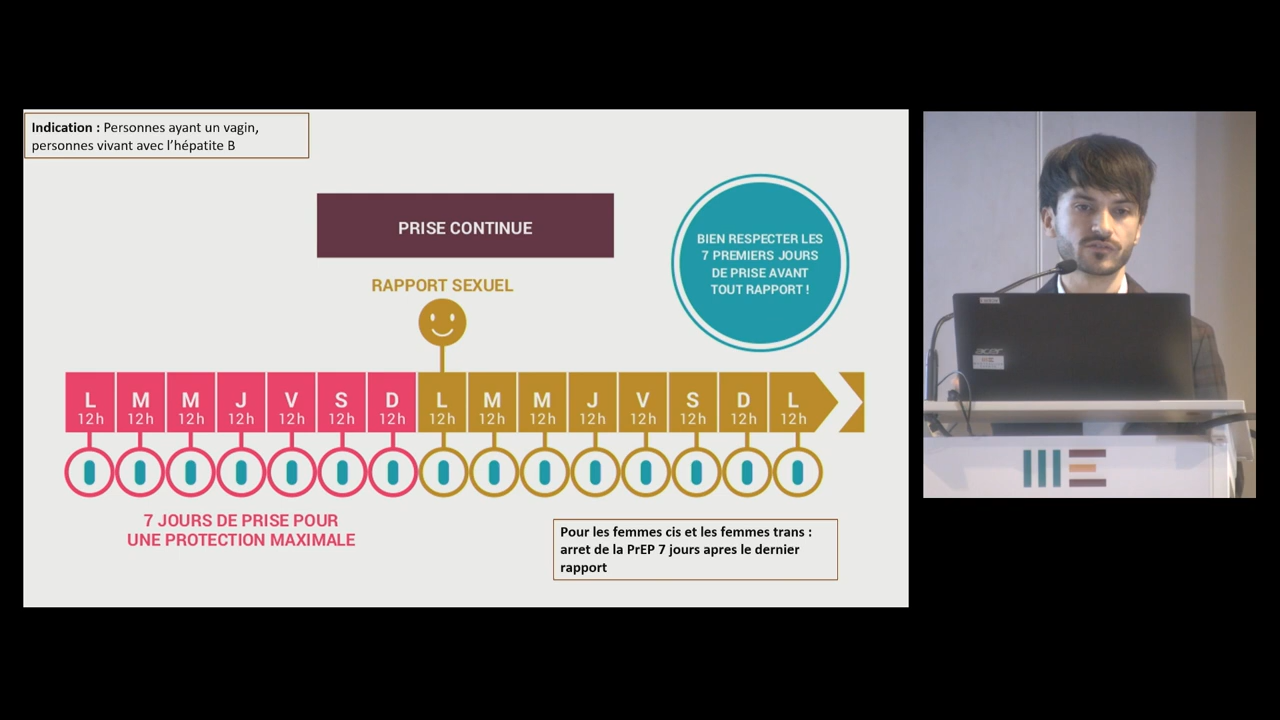 Indication : Personnes ayant un vagin,
personnes vivant avec l’hépatite B
PRISE CONTINUE
BIEN RESPECTER LES
7 PREMIERS JOURS
DE PRISE AVANT
TOUT RAPPORT !
RAPPORT SEXUEL
L M M J V S D L M M J V S D L
12h 12h 12h 12h 12h 12h 12h 12h 12h 12h 12h 12h 12h 12h 12h
7 JOURS DE PRISE POUR
UNE PROTECTION MAXIMALE
Pour les femmes cis et les femmes trans :
arret de la PrEP 7 jours apres le dernier
rapport
acer